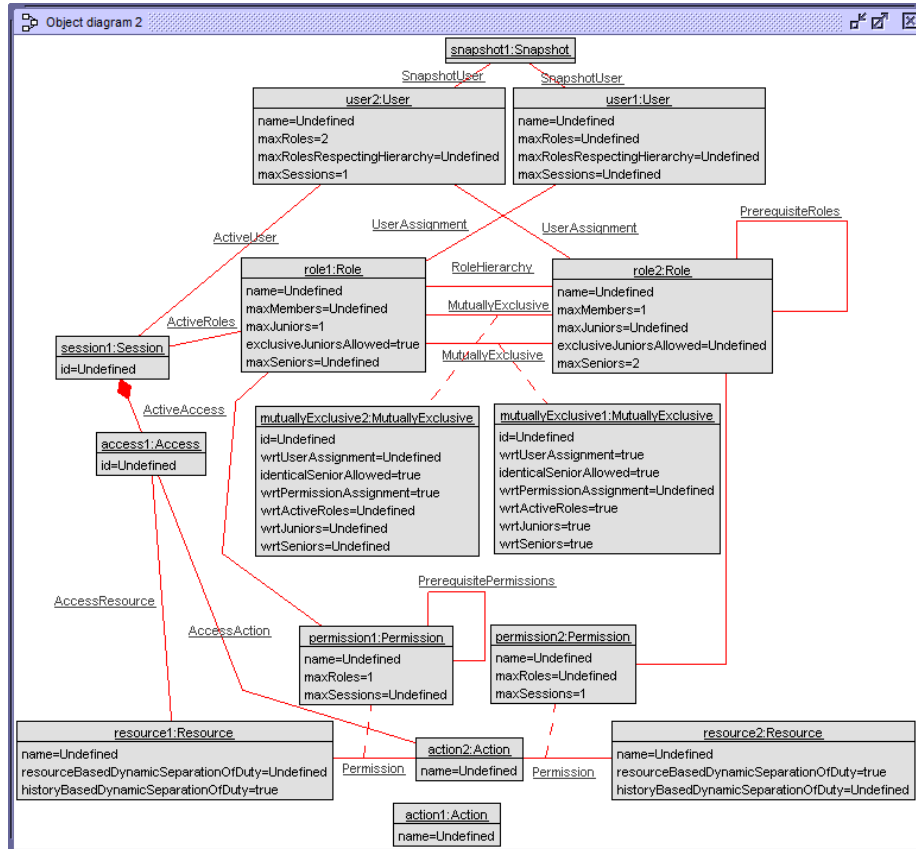 Object diagram 2
snapshot1:Snapshot
SnapshotUser
SnapshotUser
user2:User
name=Undefined
maxRoles=2
maxRolesRespectingHierarchy=Undefined
maxSessions=1
user1:User
name=Undefined
maxRoles=Undefined
maxRolesRespectingHierarchy=Undefined
maxSessions=Undefined
PrerequisiteRoles
UserAssignment
UserAssignment
ActiveUser
role1:Role
name=Undefined
maxMembers=Undefined
maxJuniors=1
exclusiveJuniorsAllowed=true
maxSeniors=Undefined
RoleHierarchy
MutuallyExclusive
MutuallyExclusive
role2:Role
name=Undefined
maxMembers=1
maxJuniors=Undefined
exclusiveJuniorsAllowed=Undefined
maxSeniors=2
ActiveRoles
session1:Session
id=Undefined
ActiveAccess
access1:Access
id=Undefined
mutuallyExclusive2:MutuallyExclusive
id=Undefined
wrtUserAssignment=Undefined
identicalSeniorAllowed=true
wrtPermissionAssignment=true
wrtActiveRoles=Undefined
wrtJuniors=Undefined
wrtSeniors=Undefined
mutuallyExclusive1:MutuallyExclusive
id=Undefined
wrtUserAssignment=true
identicalSeniorAllowed=true
wrtPermissionAssignment=Undefined
wrtActiveRoles=true
wrtJuniors=true
wrtSeniors=true
PrerequisitePermissions
AccessResource
AccessAction
permission1:Permission
name=Undefined
maxRoles=1
maxSessions=Undefined
permission2:Permission
name=Undefined
maxRoles=Undefined
maxSessions=1
resource1:Resource
name=Undefined
resourceBasedDynamicSeparationOfDuty=Undefined
historyBasedDynamicSeparationOfDuty=true
Permission
action2:Action
name=Undefined
Permission
resource2:Resource
name=Undefined
resourceBasedDynamicSeparationOfDuty=true
historyBasedDynamicSeparationOfDuty=Undefined
action1:Action
name=Undefined